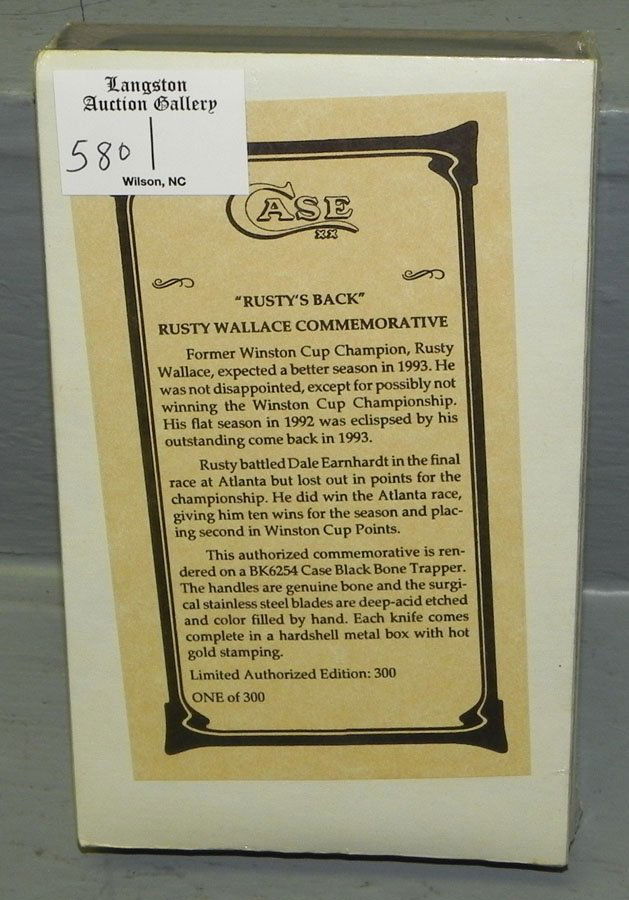 Langston
Auction Gallery
580 |
Wilson, NC
CASE
XX
"RUSTY'S BACK"
RUSTY WALLACE COMMEMORATIVE
Former Winston Cup Champion, Rusty
Wallace, expected a better season in 1993. He
was not disappointed, except for possibly not
winning the Winston Cup Championship.
His flat season in 1992 was eclispsed by his
outstanding come back in 1993.
Rusty battled Dale Earnhardt in the final
race at Atlanta but lost out in points for the
championship. He did win the Atlanta race,
giving him ten wins for the season and plac-
ing second in Winston Cup Points.
This authorized commemorative is ren-
dered on a BK6254 Case Black Bone Trapper.
The handles are genuine bone and the surgi-
cal stainless steel blades are deep-acid etched
and color filled by hand. Each knife comes
complete in a hardshell metal box with hot
gold stamping.
Limited Authorized Edition: 300
ONE of 300